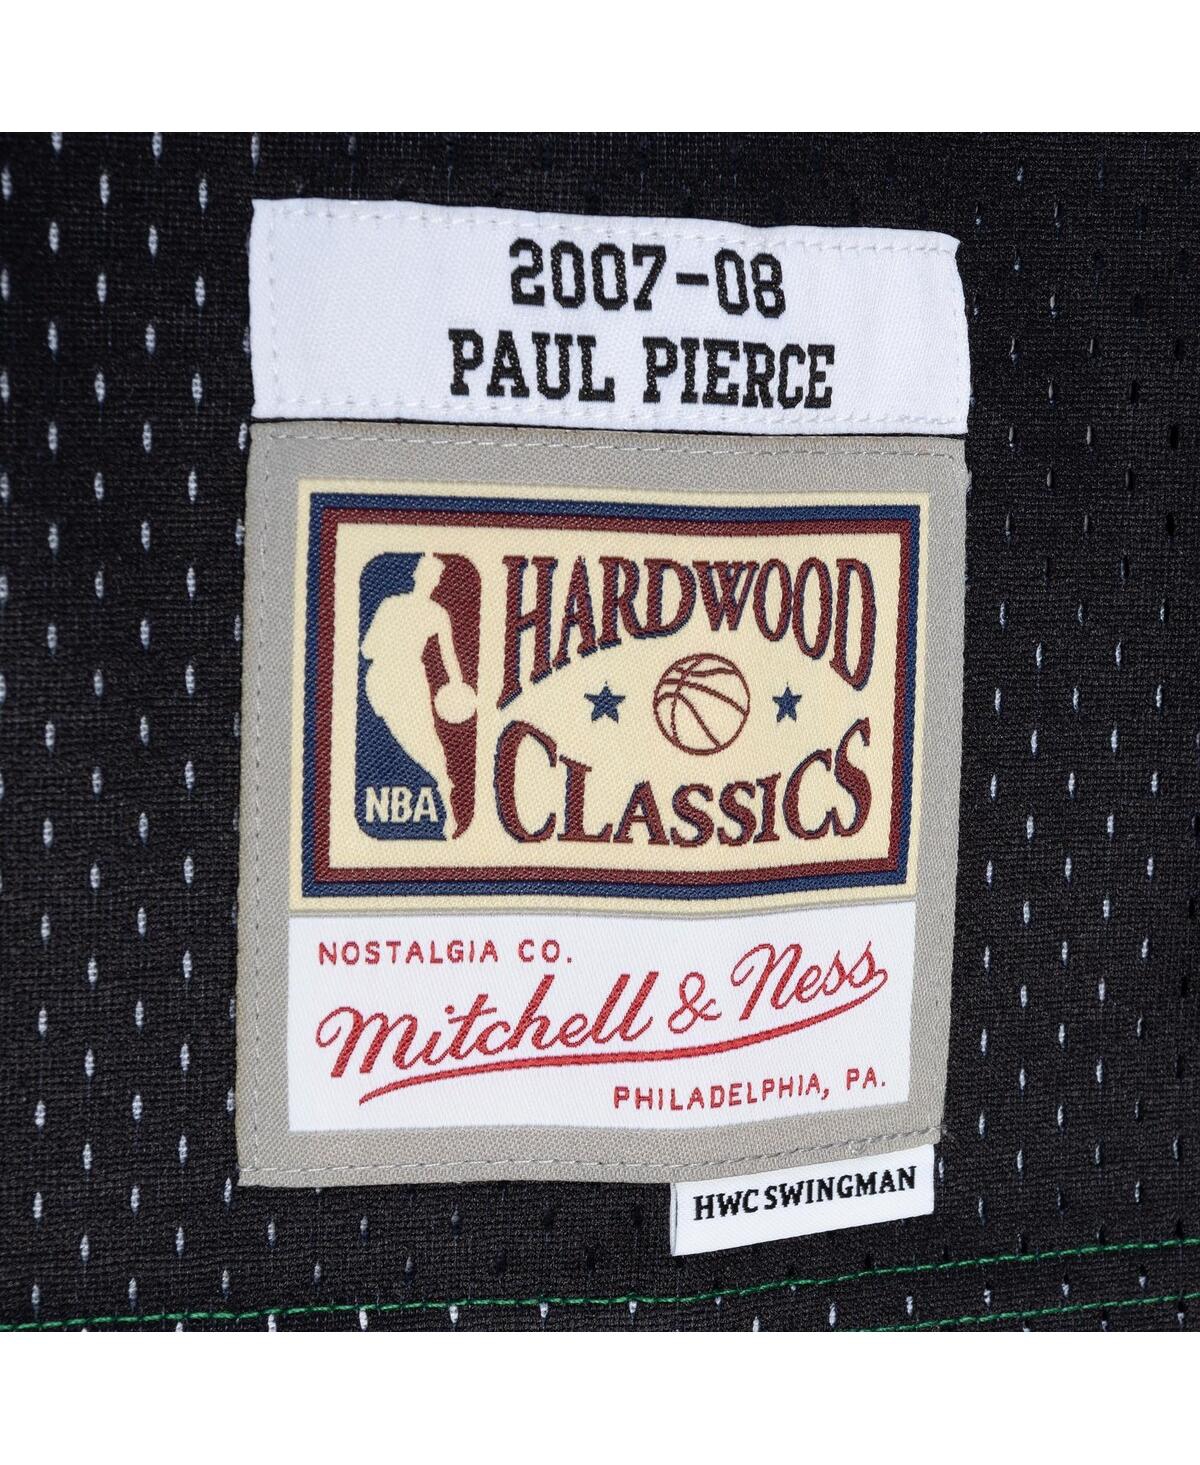 2007-08
PAUL PIERCE
HARDWOOD
CLASSICS
NBA
NOSTALGIA CO.
Mitchell & Ness
PHILADELPHIA, PA.
HWC SWINGMAN